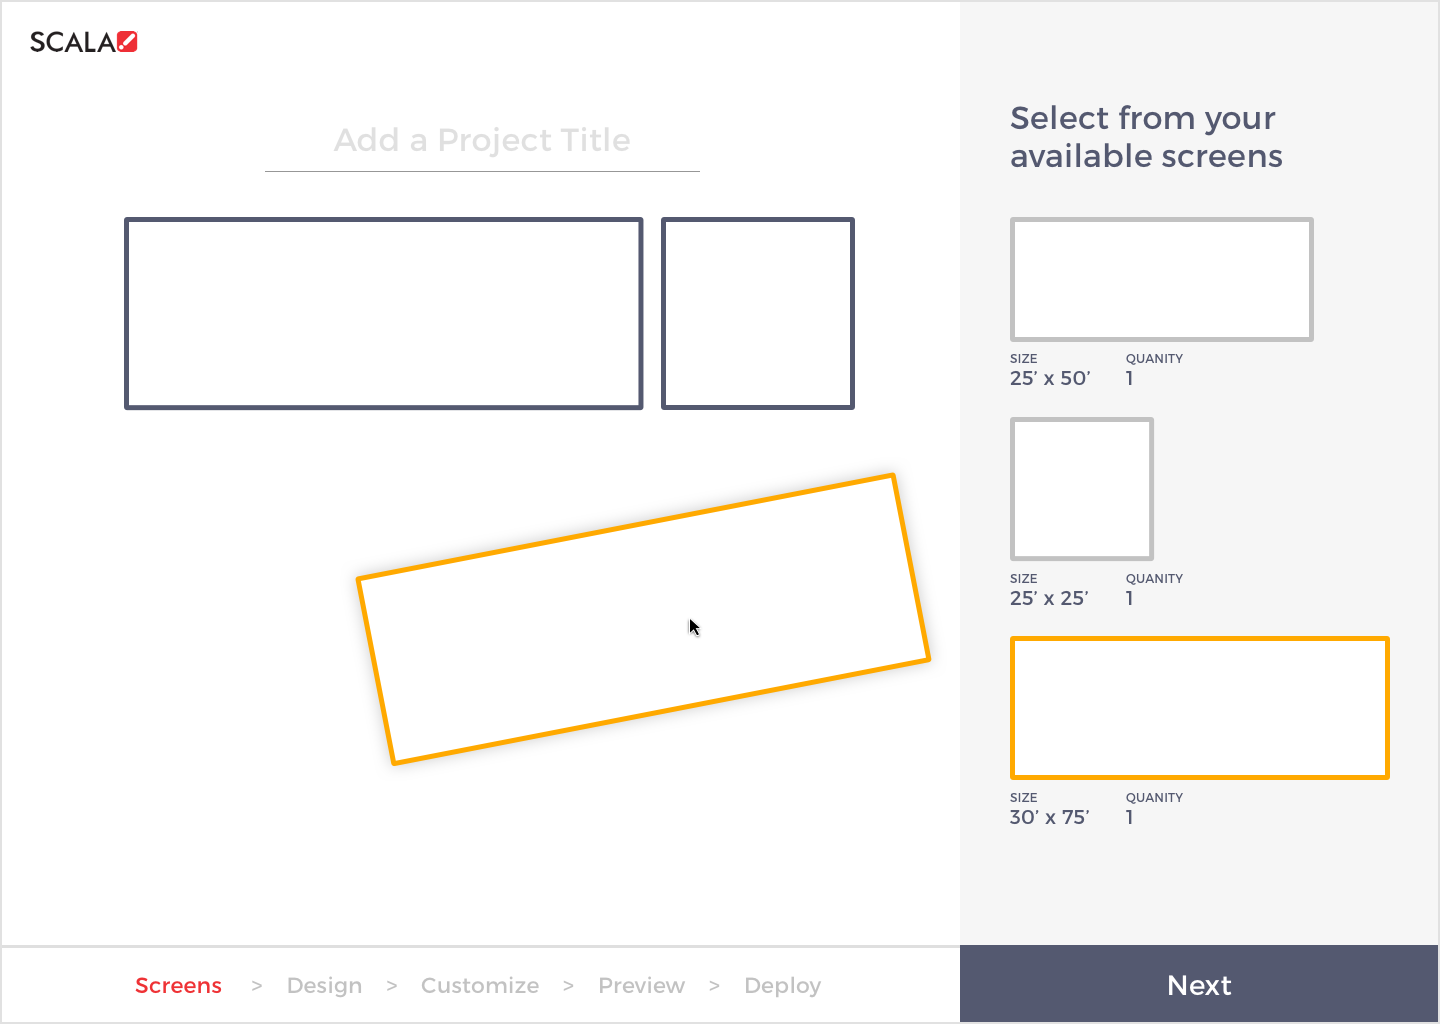 SCALA
Add a Project Title
Select from your
available screens
SIZE QUANITY
25’ x 50’ 1
SIZE QUANITY
25’ x 25’ 1
SIZE QUANITY
30’ x 75’ 1
Screens > Design > Customize > Preview > Deploy
Next